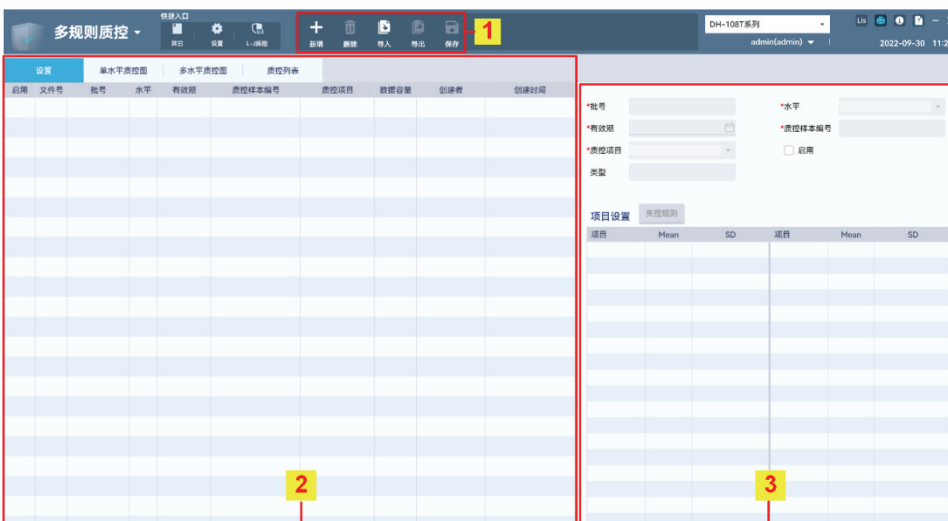 快捷入口
多规则质控
其它 设置 L-J质控
新增 删除 导入 导出 保存
1
DH-108T系列
Lis
admin(admin)
2022-09-30 11:2
设置 单水平质控图 多水平质控图 质控列表
启用 文件号 批号 水平 有效期 质控样本编号 质控项目 数据容量 创建者 创建时间
*批号 *水平
*有效期 *质控样本编号
*质控项目 启用
类型
项目设置 失控规则
项目 Mean SD 项目 Mean SD
2
3